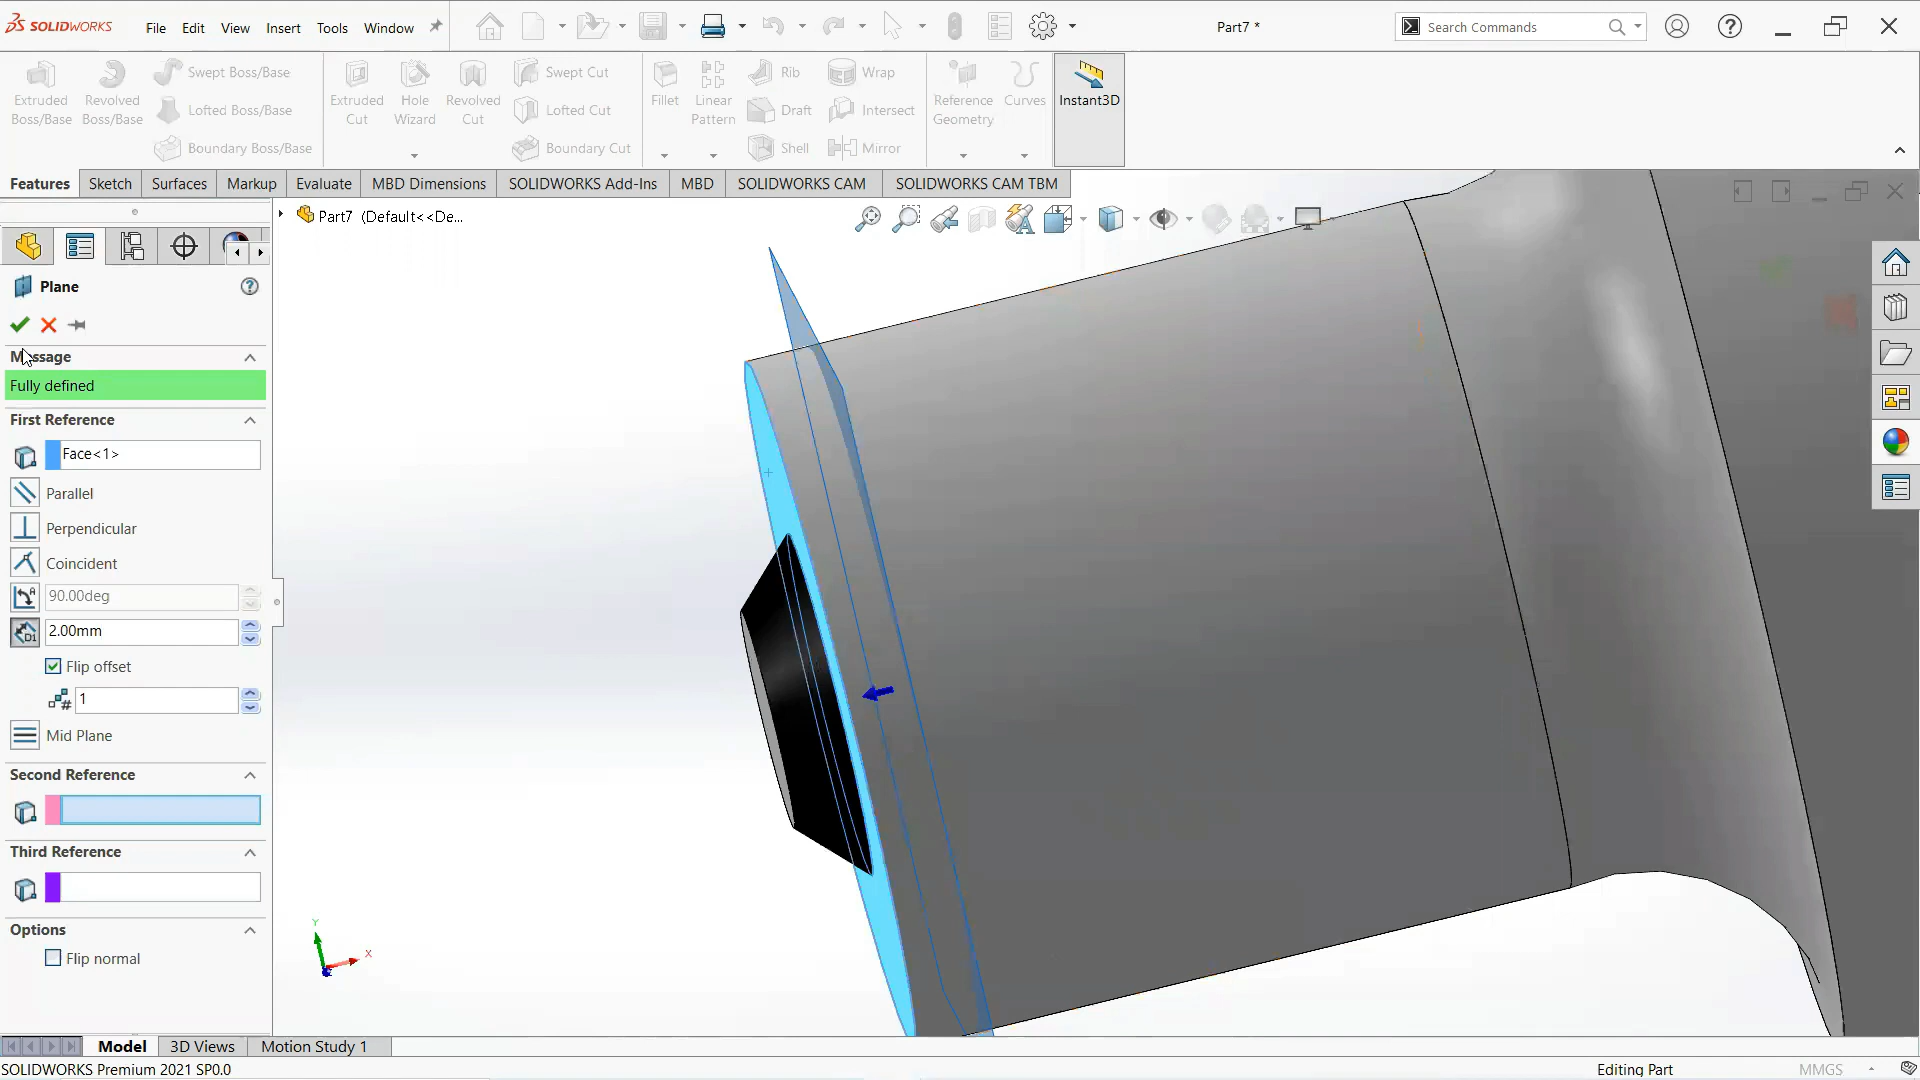 SOLIDWORKS
File Edit View Insert Tools Window
Part7 *
Search Commands
Extruded Boss/Base
Revolved Boss/Base
Swept Boss/Base
Lofted Boss/Base
Boundary Boss/Base
Extruded Cut
Hole Wizard
Revolved Cut
Swept Cut
Lofted Cut
Boundary Cut
Fillet
Linear Pattern
Rib
Draft
Shell
Wrap
Intersect
Mirror
Reference Geometry
Curves
Instant3D
Features Sketch Surfaces Markup Evaluate MBD Dimensions SOLIDWORKS Add-Ins MBD SOLIDWORKS CAM SOLIDWORKS CAM TBM
Part7 (Default<<De...
Plane
Message
Fully defined
First Reference
Face<1>
Parallel
Perpendicular
Coincident
90.00deg
2.00mm
Flip offset
1
Mid Plane
Second Reference
Third Reference
Options
Flip normal
Y
X
Model 3D Views Motion Study 1
SOLIDWORKS Premium 2021 SP0.0
Editing Part
MMGS